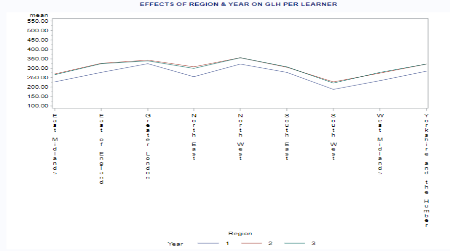 EFFECTS OF REGION & YEAR ON GLH PER LEARNER
mean
550.00
500.00
450.00
400.00
350.00
300.00
250.00
200.00
150.00
100.00
East Midlands
East of England
Greater London
North East
North West
South East
South West
West Midlands
Yorkshire and the Humber
Region
Year 1 2 3